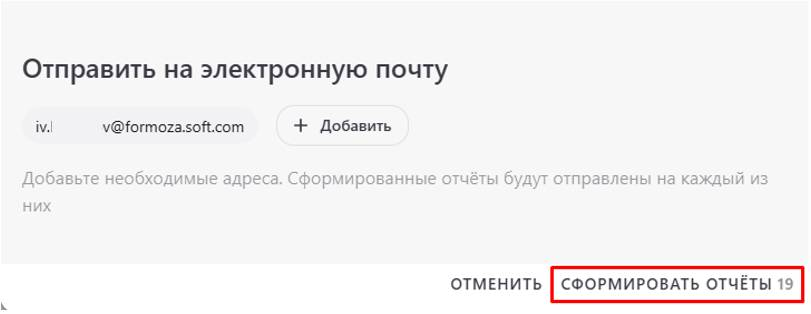 Отправить на электронную почту
iv. v@formoza.soft.com + Добавить
Добавьте необходимые адреса. Сформированные отчёты будут отправлены на каждый из
них
ОТМЕНИТЬ СФОРМИРОВАТЬ ОТЧЁТЫ 19